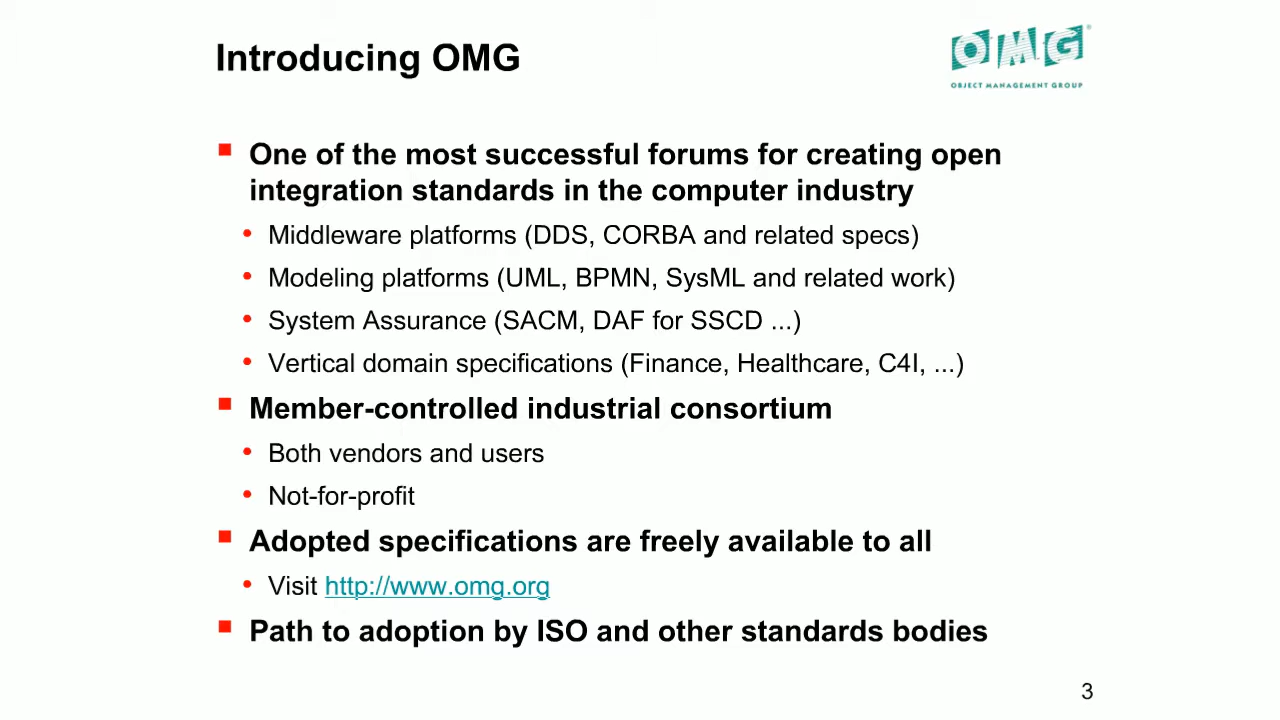 Introducing OMG
OMG
OBJECT MANAGEMENT GROUP
One of the most successful forums for creating open
integration standards in the computer industry
Middleware platforms (DDS, CORBA and related specs)
Modeling platforms (UML, BPMN, SysML and related work)
System Assurance (SACM, DAF for SSCD ...)
Vertical domain specifications (Finance, Healthcare, C4I, ...)
Member-controlled industrial consortium
Both vendors and users
Not-for-profit
Adopted specifications are freely available to all
Visit http://www.omg.org
Path to adoption by ISO and other standards bodies
3